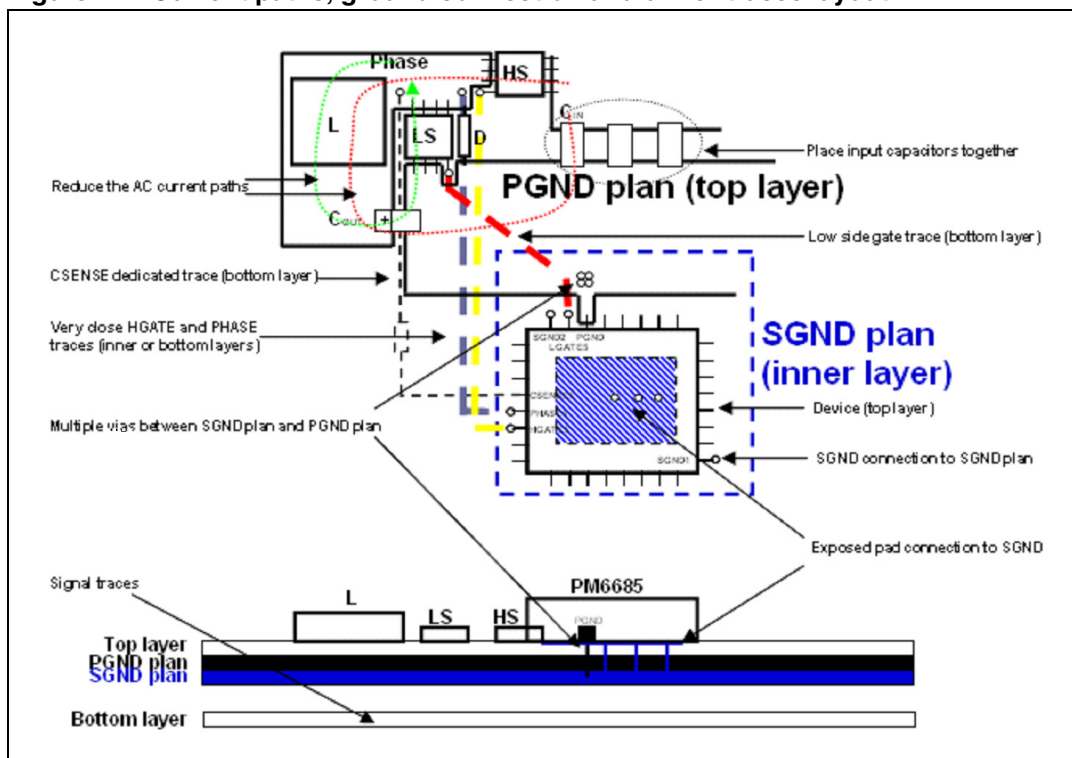 Phase
HS
L
LS
D
CIN
Place input capacitors together
PGND plan (top layer)
Reduce the AC current paths
COUT
+
Low side gate trace (bottom layer)
CSENSE dedicated trace (bottom layer)
Very close HGATE and PHASE
traces (inner or bottom layers)
SGND2 PGND
LGATE5
SGND plan
(inner layer)
CSENSE
PHASE
HGATE
Device (top layer)
Multiple vias between SGND plan and PGND plan
SGND1
SGND connection to SGND plan
Exposed pad connection to SGND
Signal traces
PM6685
L
LS
HS
PGND
Top layer
PGND plan
SGND plan
Bottom layer